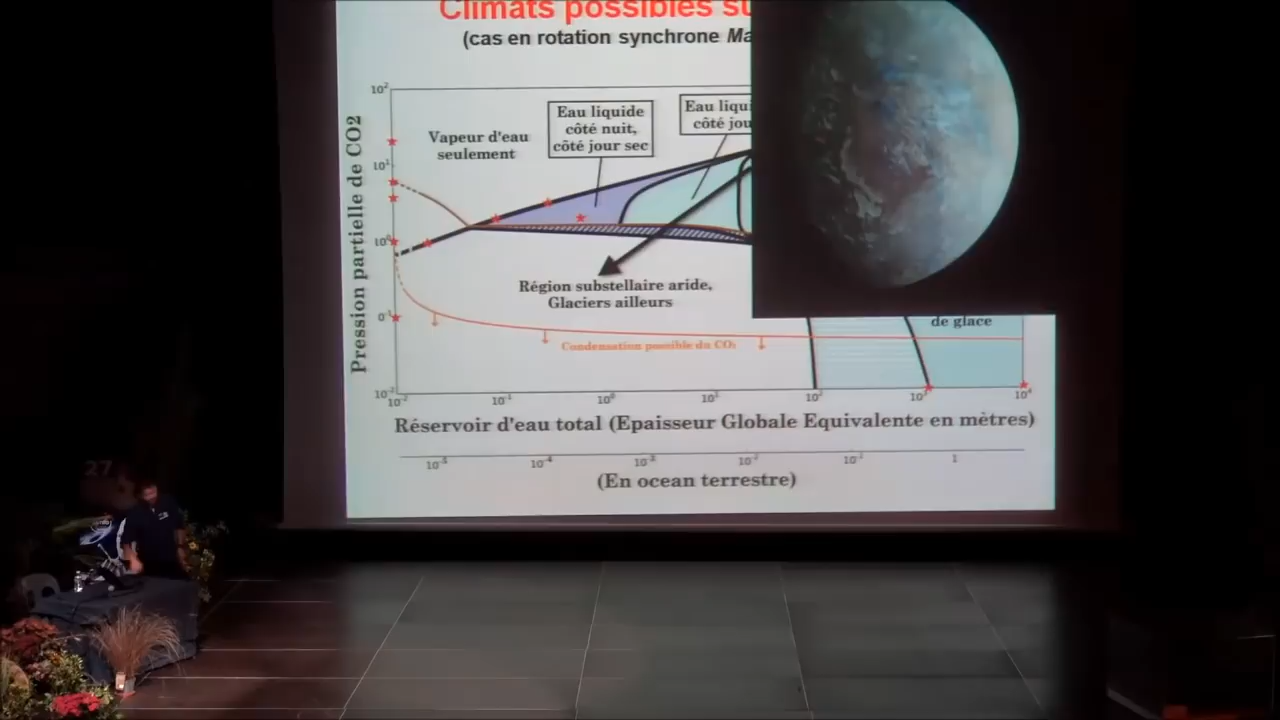 Climats possibles su
(cas en rotation synchrone Ma
Eau liquide
côté nuit,
côté jour sec
Eau liqui
côté jou
Vapeur d'eau
seulement
Pression partielle de CO2
10²
10¹
10⁰
10⁻²
Région substellaire aride,
Glaciers ailleurs
de glace
Condensation possible du CO₂
10⁻² 10⁻¹ 10⁰ 10¹ 10² 10³ 10⁴
Réservoir d'eau total (Epaisseur Globale Equivalente en mètres)
10⁻⁵ 10⁻⁴ 10⁻³ 10⁻² 10⁻¹ 1
(En ocean terrestre)
27